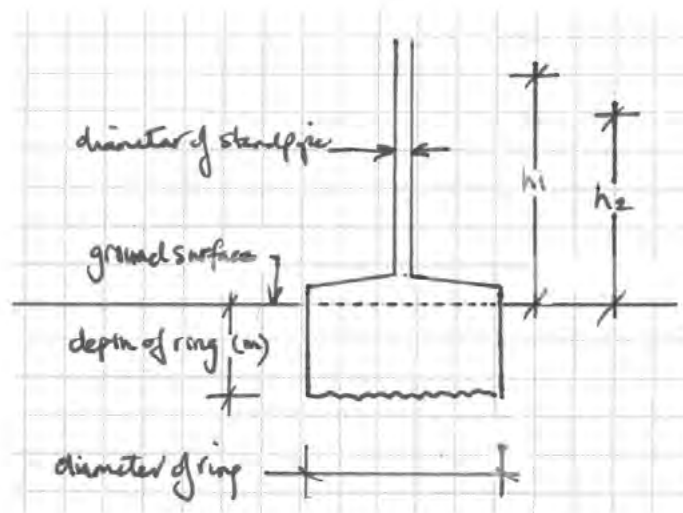 diameter of standpipe
h1
h2
ground surface
depth of ring (m)
diameter of ring